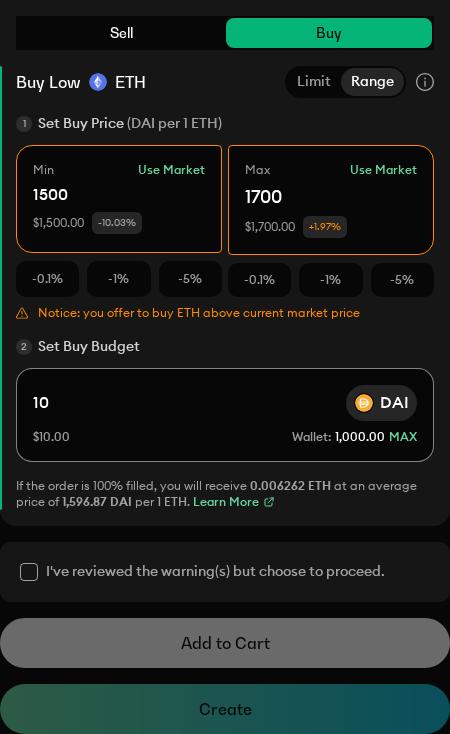 Sell Buy
Buy Low ETH Limit Range
1 Set Buy Price (DAI per 1 ETH)
Min Use Market Max Use Market
1500 1700
$1,500.00 -10.03% $1,700.00 +1.97%
-0.1% -1% -5% -0.1% -1% -5%
Notice: you offer to buy ETH above current market price
2 Set Buy Budget
10 DAI
$10.00 Wallet: 1,000.00 MAX
If the order is 100% filled, you will receive 0.006262 ETH at an average
price of 1,596.87 DAI per 1 ETH. Learn More
I've reviewed the warning(s) but choose to proceed.
Add to Cart
Create